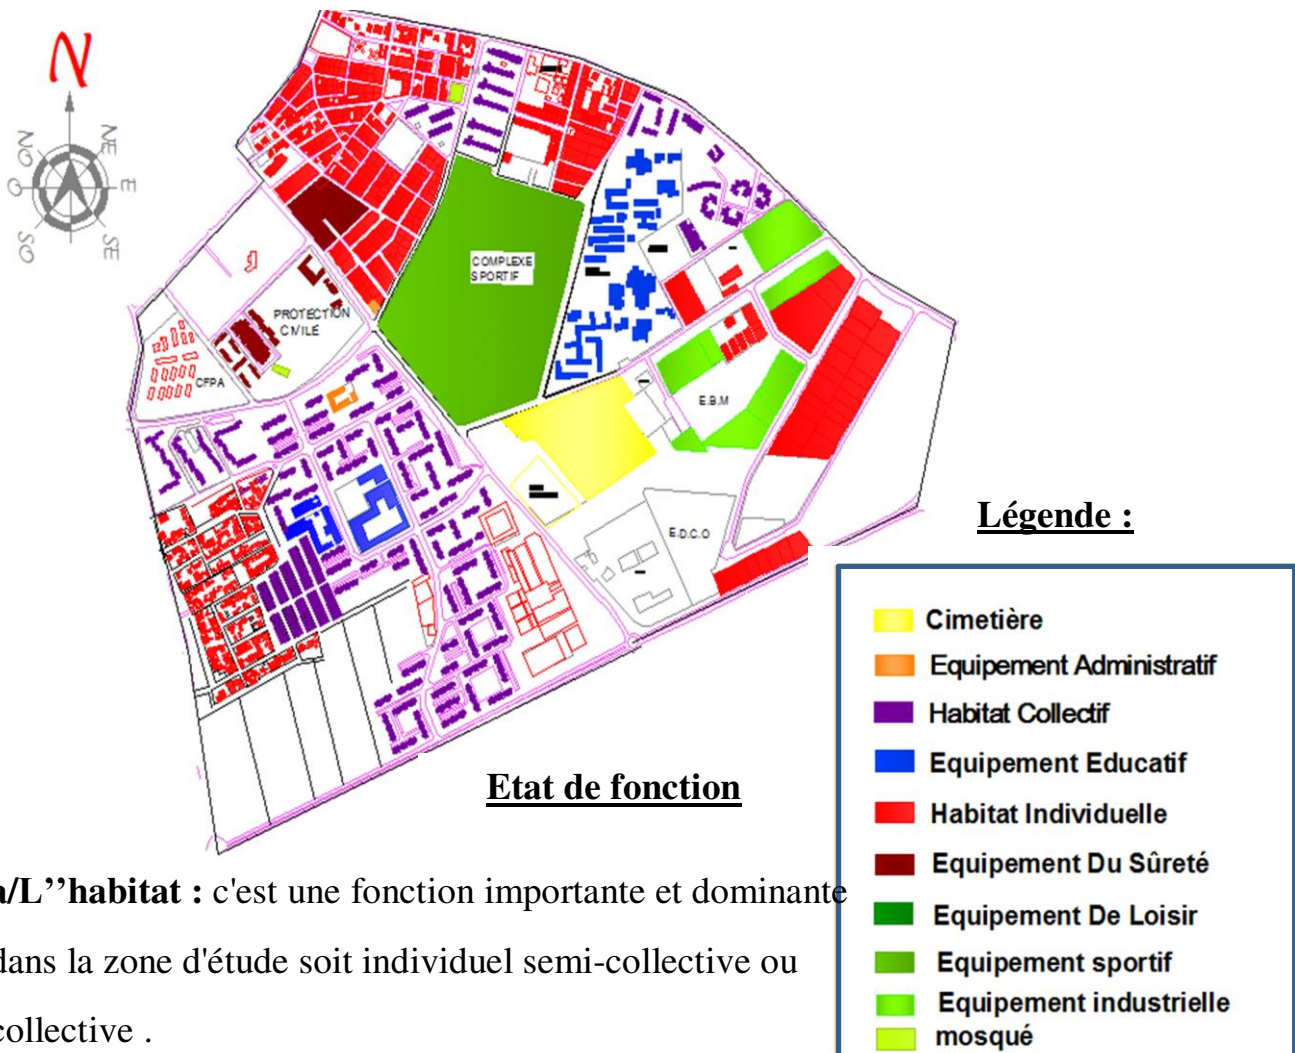 N
NO
NE
O
E
SO
SE
COMPLEXE
SPORTIF
PROTECTION
CIVILE
CFPA
E.B.M
E.D.C.O
Légende :
Cimetière
Equipement Administratif
Habitat Collectif
Equipement Educatif
Habitat Individuelle
Equipement Du Sûreté
Equipement De Loisir
Equipement sportif
Equipement industrielle
mosqué
Etat de fonction
a/L’’habitat : c'est une fonction importante et dominante
dans la zone d'étude soit individuel semi-collective ou
collective .